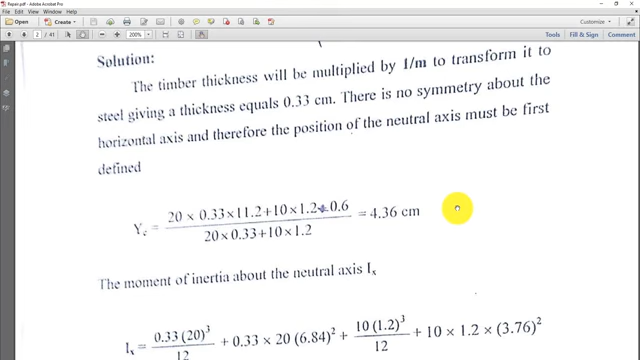 Repair.pdf - Adobe Acrobat Pro
File Edit View Window Help
Open Create Customize
2 / 41 200% Tools Sign Comment
Solution:
The timber thickness will be multiplied by 1/m to transform it to
steel giving a thickness equals 0.33 cm. There is no symmetry about the
horizontal axis and therefore the position of the neutral axis must be first
defined
Y_c = (20 × 0.33×11.2+10×1.2+0.6) / (20×0.33+10×1.2) = 4.36 cm
The moment of inertia about the neutral axis I_x
I_x = 0.33 (20)^3 / 12 + 0.33 × 20 (6.84)^2 + 10 (1.2)^3 / 12 + 10 × 1.2 × (3.76)^2